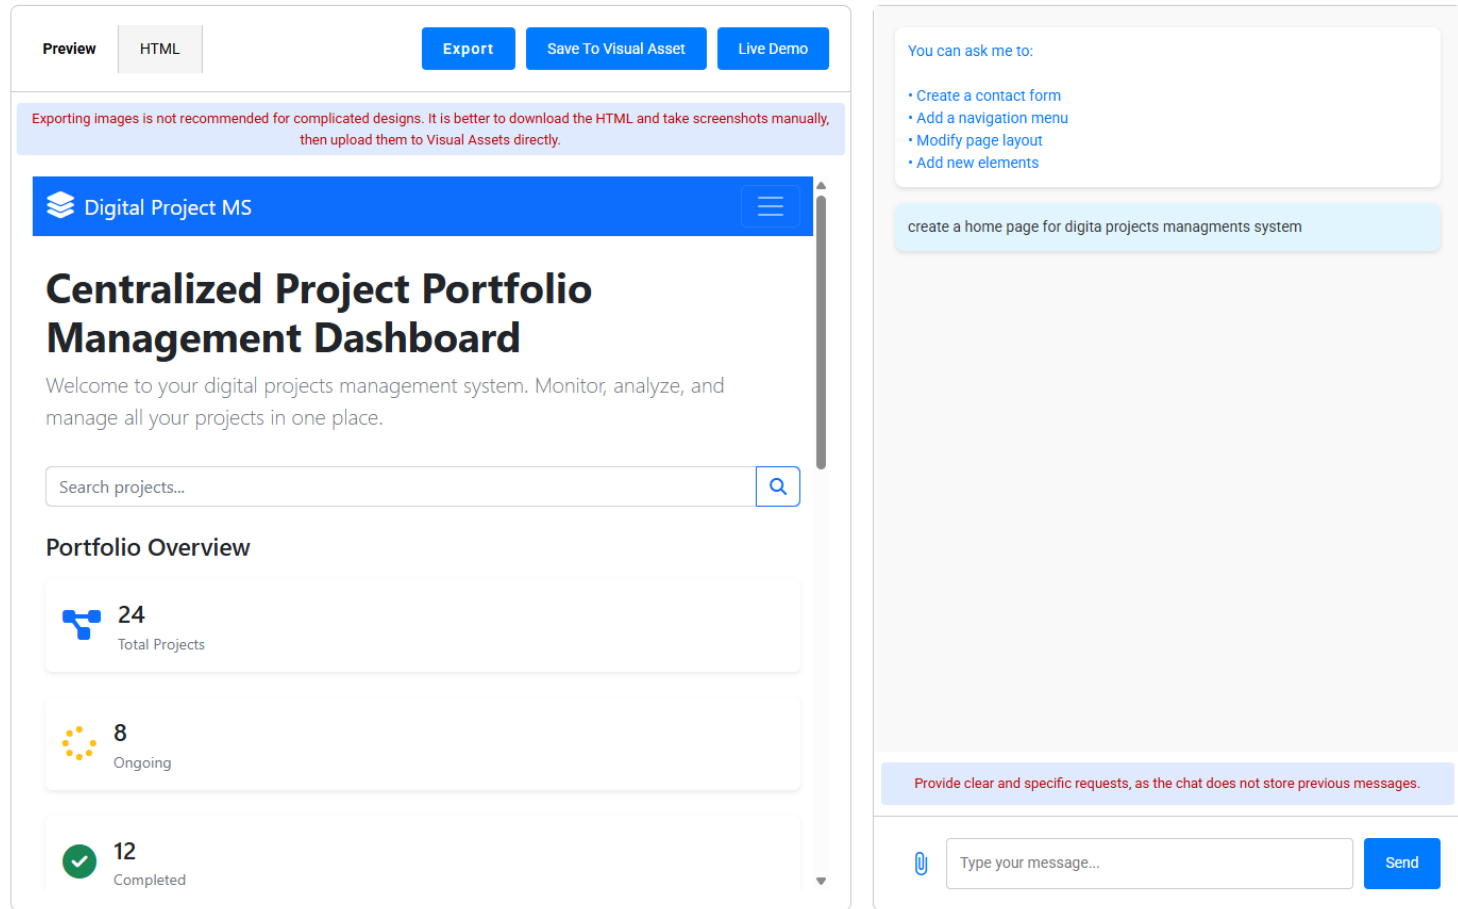 Preview
HTML
Export
Save To Visual Asset
Live Demo
Exporting images is not recommended for complicated designs. It is better to download the HTML and take screenshots manually,
then upload them to Visual Assets directly.
Digital Project MS
Centralized Project Portfolio
Management Dashboard
Welcome to your digital projects management system. Monitor, analyze, and
manage all your projects in one place.
Search projects...
Portfolio Overview
24
Total Projects
8
Ongoing
12
Completed
You can ask me to:
• Create a contact form
• Add a navigation menu
• Modify page layout
• Add new elements
create a home page for digita projects managments system
Provide clear and specific requests, as the chat does not store previous messages.
Type your message...
Send